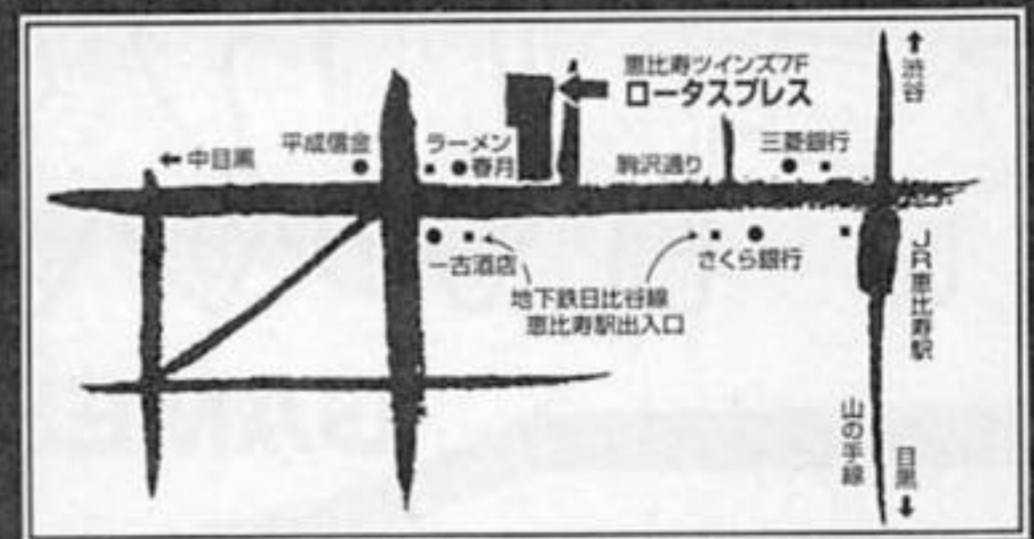 恵比寿ツインズ7F
ロータスプレス
↑渋谷
←中目黒
平成信金
ラーメン
春月
駒沢通り
三菱銀行
一古酒店
さくら銀行
地下鉄日比谷線
恵比寿駅出入口
JR恵比寿駅
山の手線
目黒↓